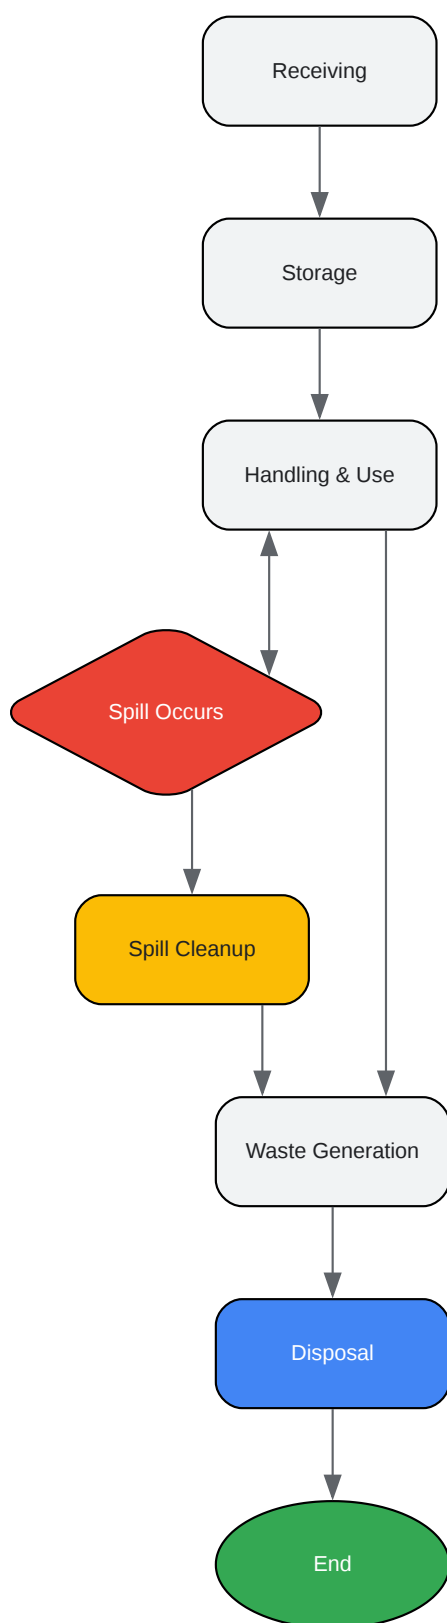 Receiving
Storage
Handling & Use
Spill Occurs
Spill Cleanup
Waste Generation
Disposal
End